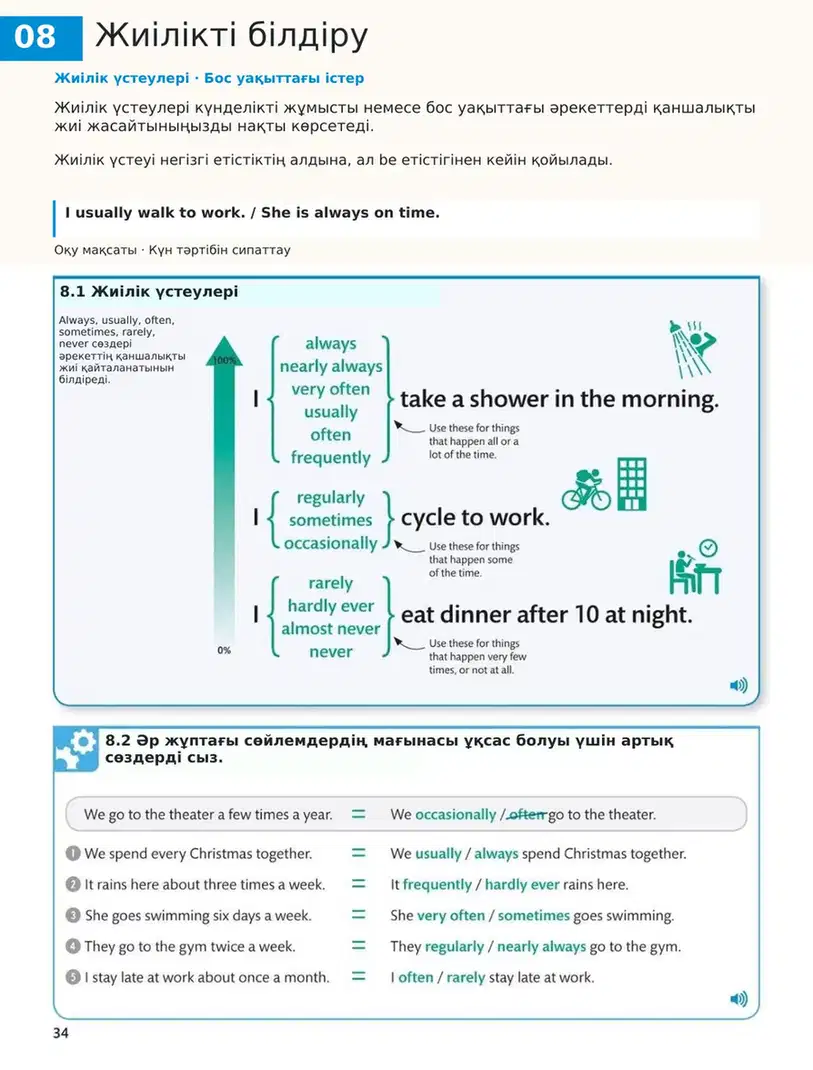 08 Жиілікті білдіру
Жиілік үстеулері · Бос уақыттағы істер
Жиілік үстеулері күнделікті жұмысты немесе бос уақыттағы әрекеттерді қаншалықты
жиі жасайтыныңызды нақты көрсетеді.
Жиілік үстеуі негізгі етістіктің алдына, ал be етістігінен кейін қойылады.
I usually walk to work. / She is always on time.
Оқу мақсаты · Күн тәртібін сипаттау
8.1 Жиілік үстеулері
Always, usually, often,
sometimes, rarely,
never сөздері
әрекеттің қаншалықты
жиі қайталанатынын
білдіреді.
100%
I
always
nearly always
very often
usually
often
frequently
take a shower in the morning.
Use these for things
that happen all or a
lot of the time.
I
regularly
sometimes
occasionally
cycle to work.
Use these for things
that happen some
of the time.
I
rarely
hardly ever
almost never
never
eat dinner after 10 at night.
Use these for things
that happen very few
times, or not at all.
0%
8.2 Әр жұптағы сөйлемдердің мағынасы ұқсас болуы үшін артық
сөздерді сыз.
We go to the theater a few times a year. = We occasionally / often go to the theater.
1 We spend every Christmas together. = We usually / always spend Christmas together.
2 It rains here about three times a week. = It frequently / hardly ever rains here.
3 She goes swimming six days a week. = She very often / sometimes goes swimming.
4 They go to the gym twice a week. = They regularly / nearly always go to the gym.
5 I stay late at work about once a month. = I often / rarely stay late at work.
34